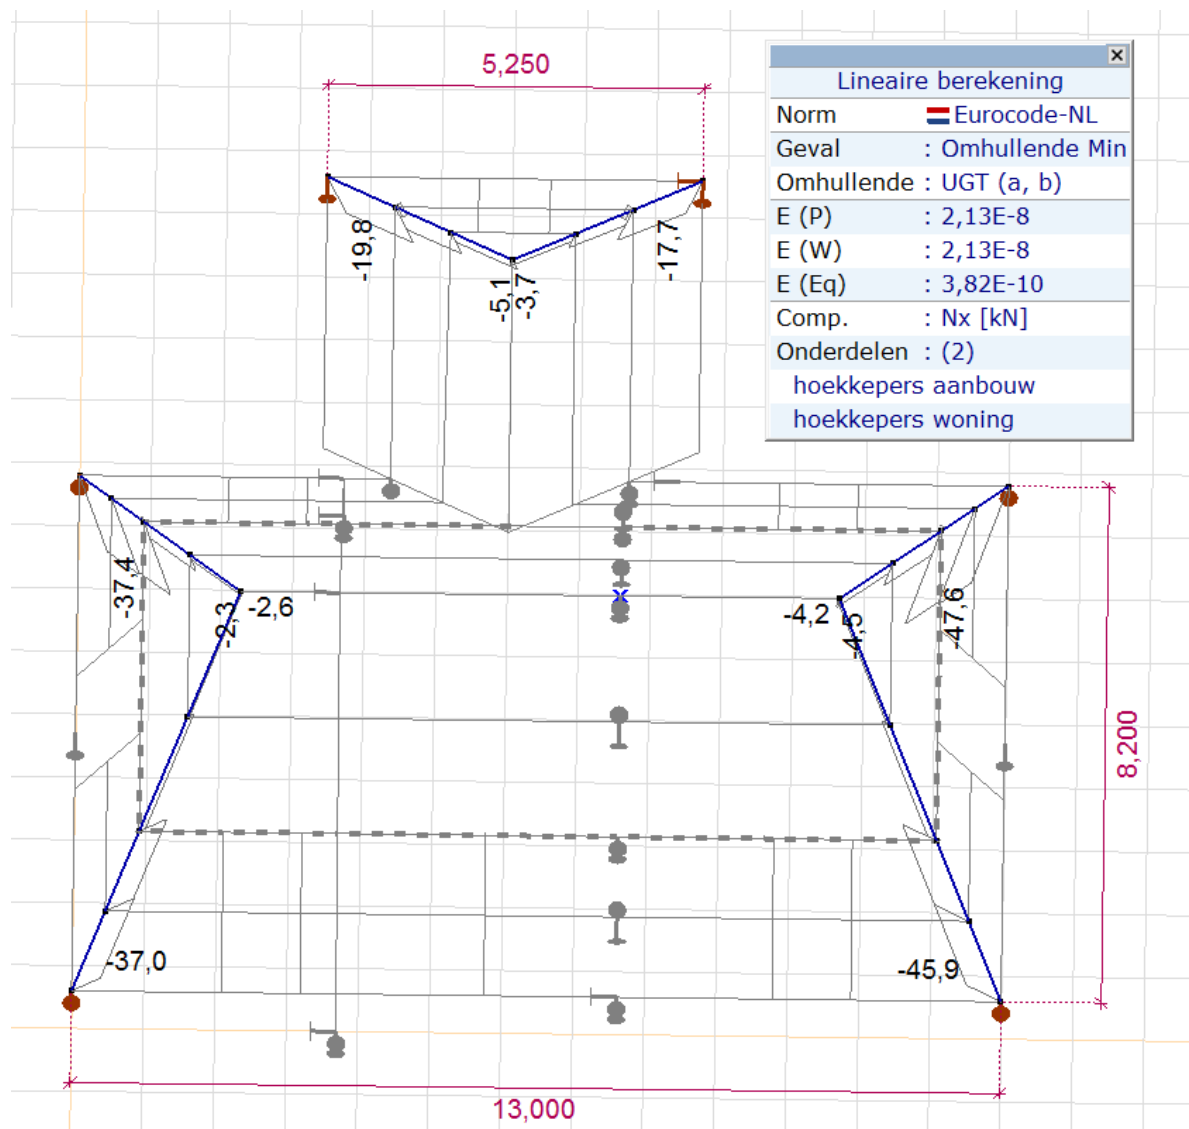 5,250
Lineaire berekening
Norm Eurocode-NL
Geval : Omhullende Min
Omhullende : UGT (a, b)
E (P) : 2,13E-8
E (W) : 2,13E-8
E (Eq) : 3,82E-10
Comp. : Nx [kN]
Onderdelen : (2)
hoekkepers aanbouw
hoekkepers woning
-19,8
-17,7
-5,1
-3,7
-37,4
-2,3
-2,6
-4,2
-4,5
-47,6
8,200
-37,0
-45,9
13,000